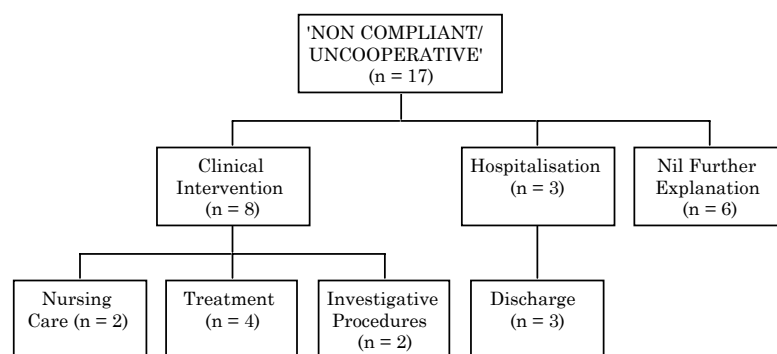 'NON COMPLIANT/
UNCOOPERATIVE'
(n = 17)
Clinical
Intervention
(n = 8)
Hospitalisation
(n = 3)
Nil Further
Explanation
(n = 6)
Nursing
Care (n = 2)
Treatment
(n = 4)
Investigative
Procedures
(n = 2)
Discharge
(n = 3)